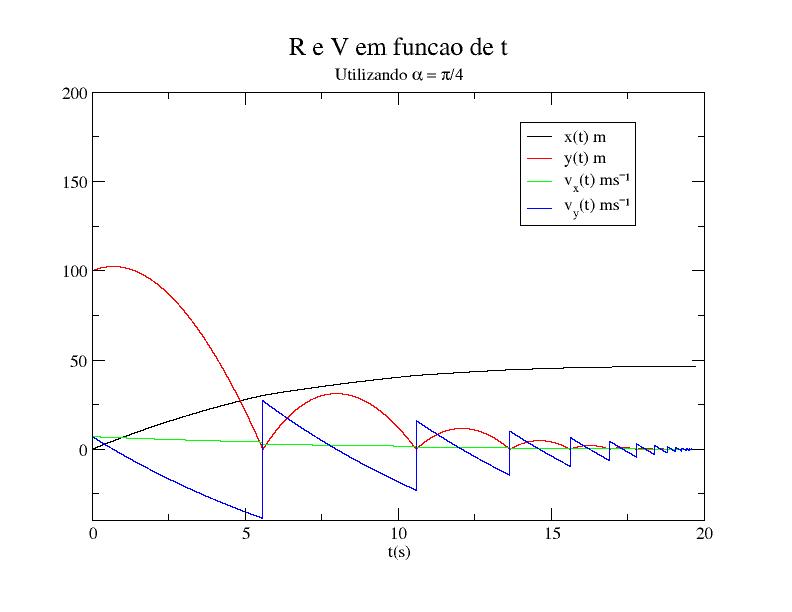 R e V em funcao de t
Utilizando α = π/4
200
150
100
50
0
x(t) m
y(t) m
vx(t) ms⁻¹
vy(t) ms⁻¹
0 5 10 15 20
t(s)